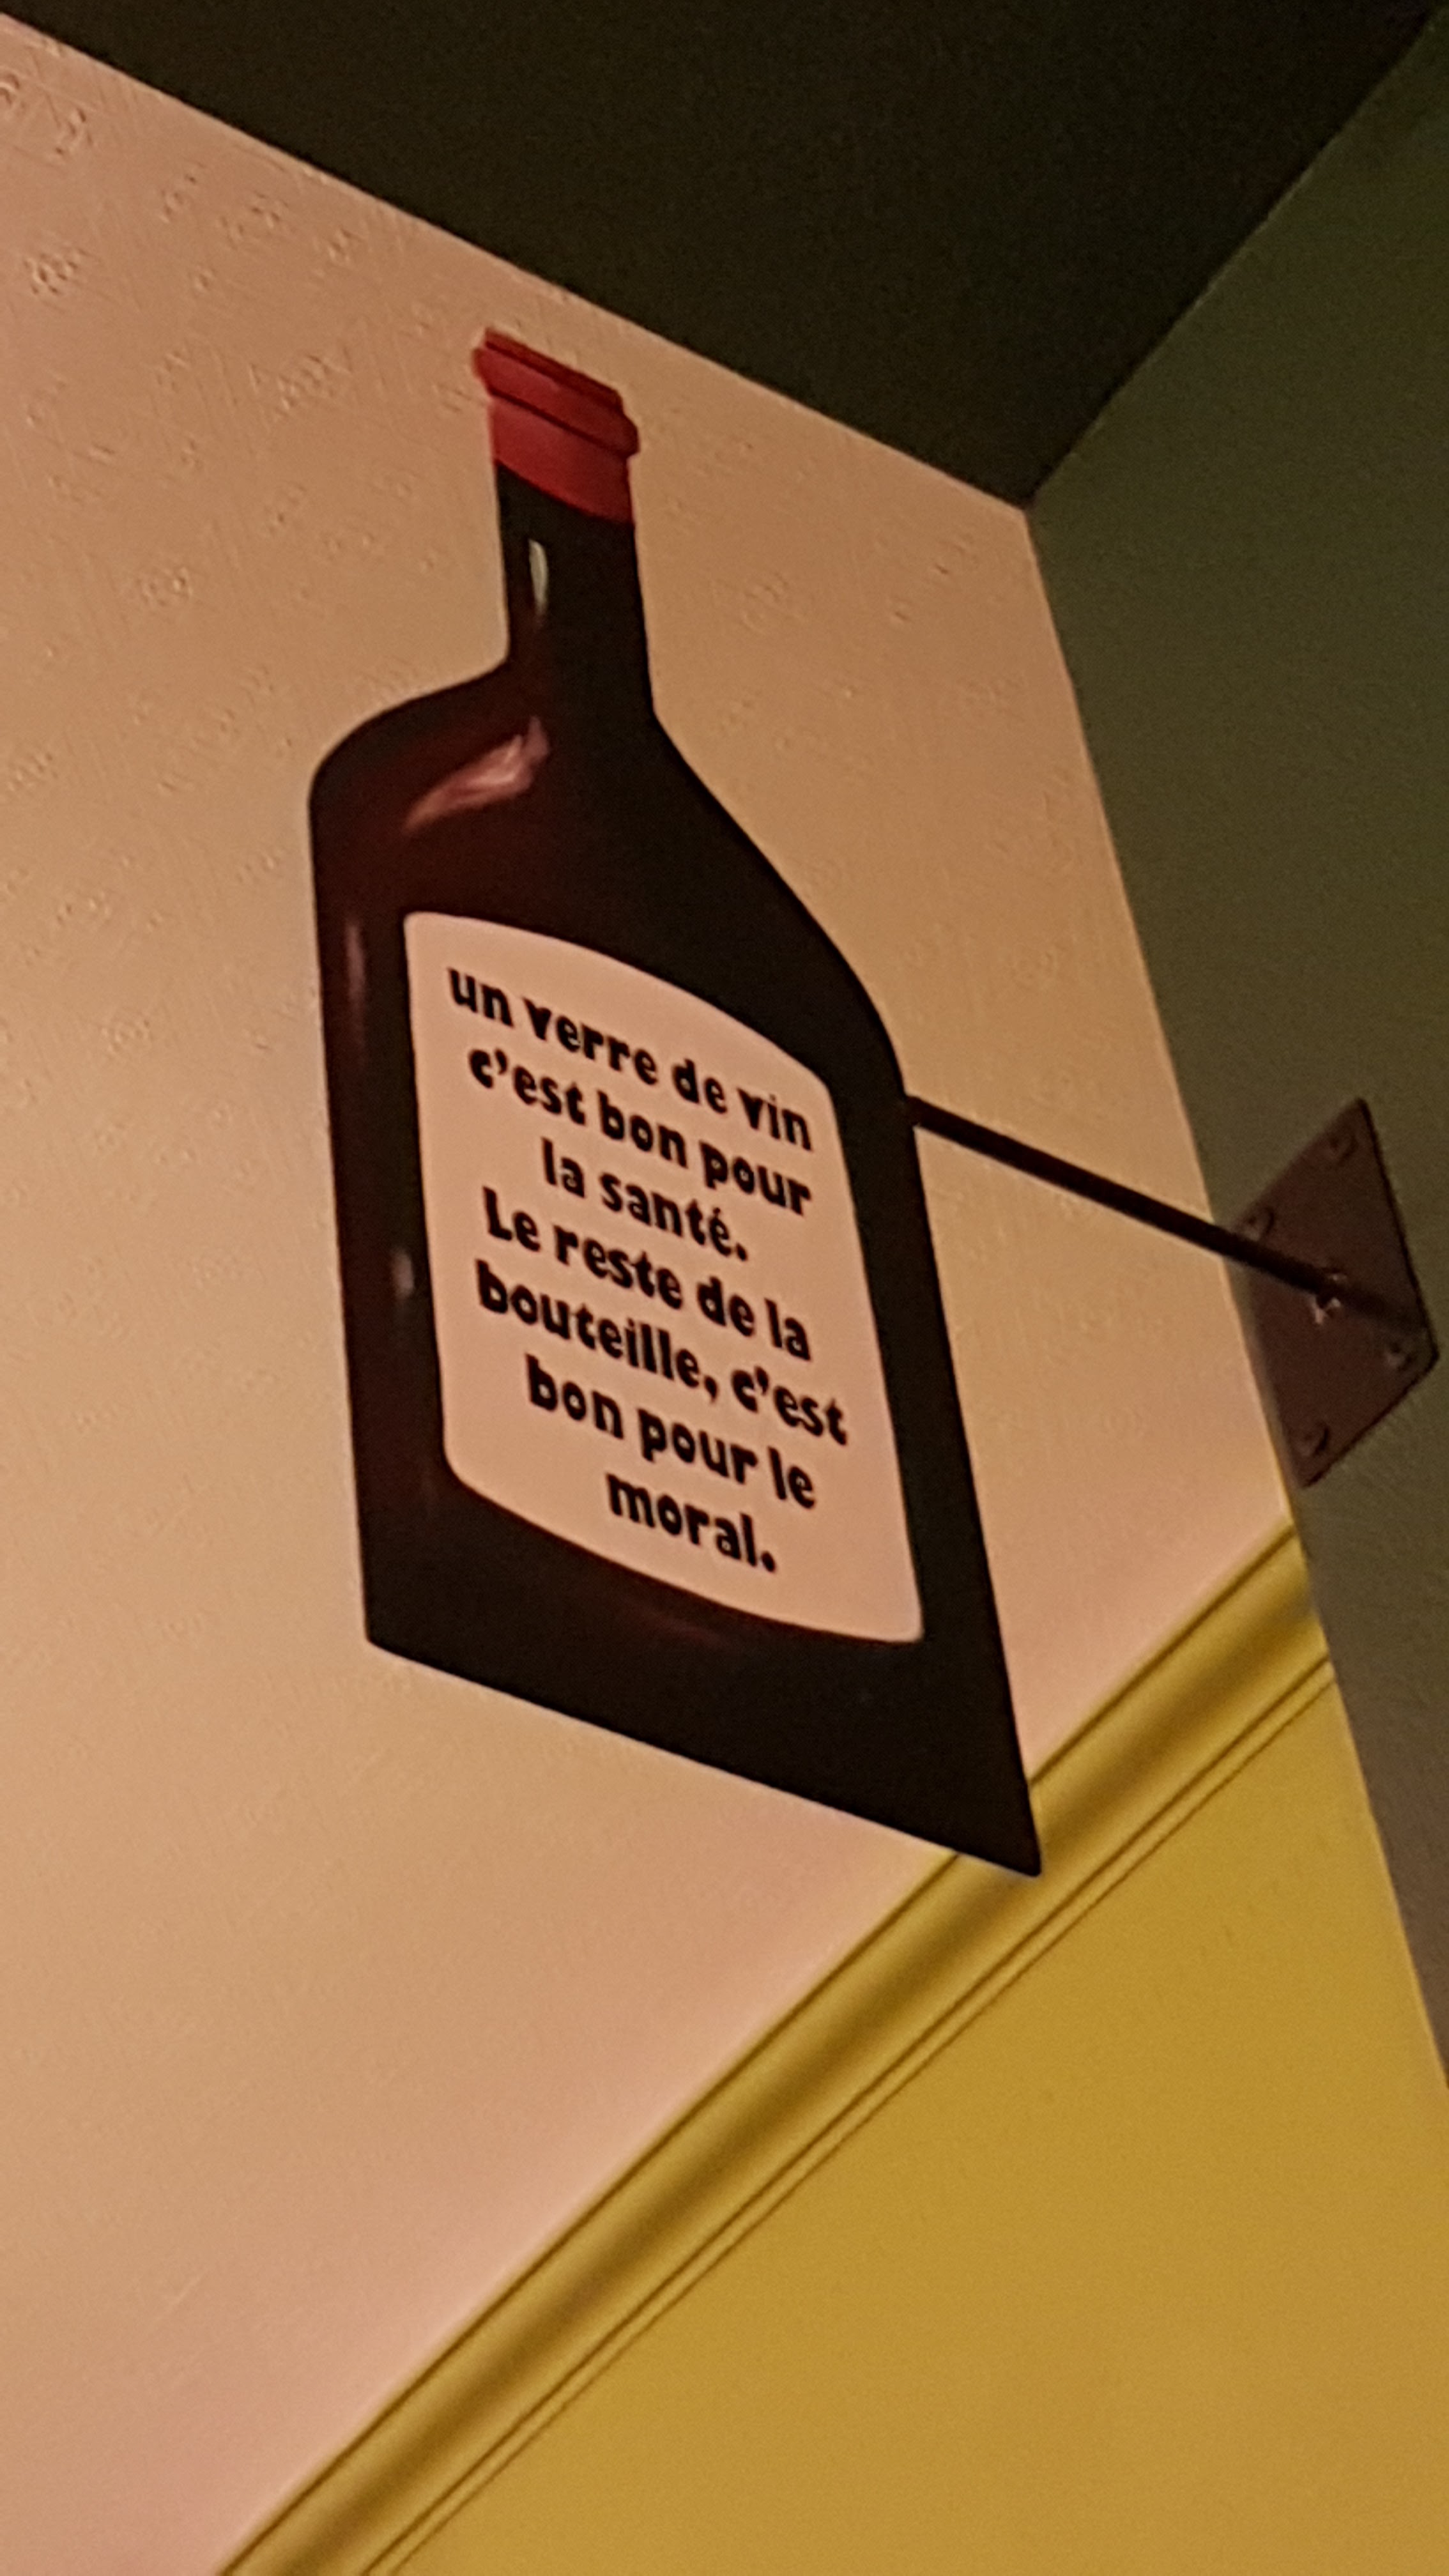 un verre de vin
c'est bon pour
la santé.
Le reste de la
bouteille, c'est
bon pour le
moral.